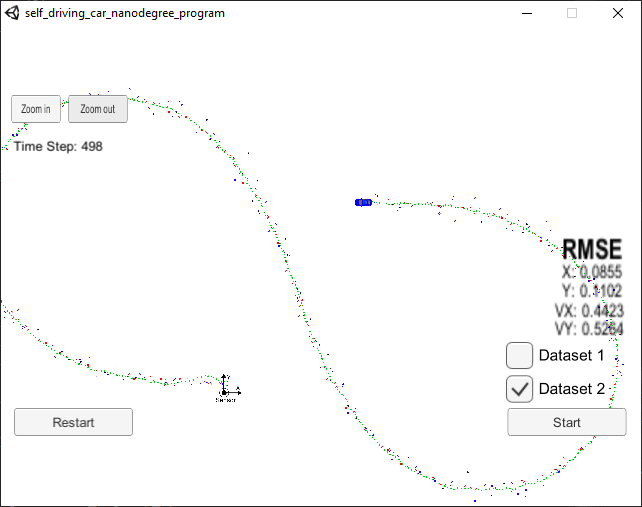 self_driving_car_nanodegree_program
Zoom in
Zoom out
Time Step: 498
RMSE
X: 0.0855
Y: 0.1102
VX: 0.4423
VY: 0.5264
Dataset 1
Dataset 2
Y
X
Sensor
Restart
Start